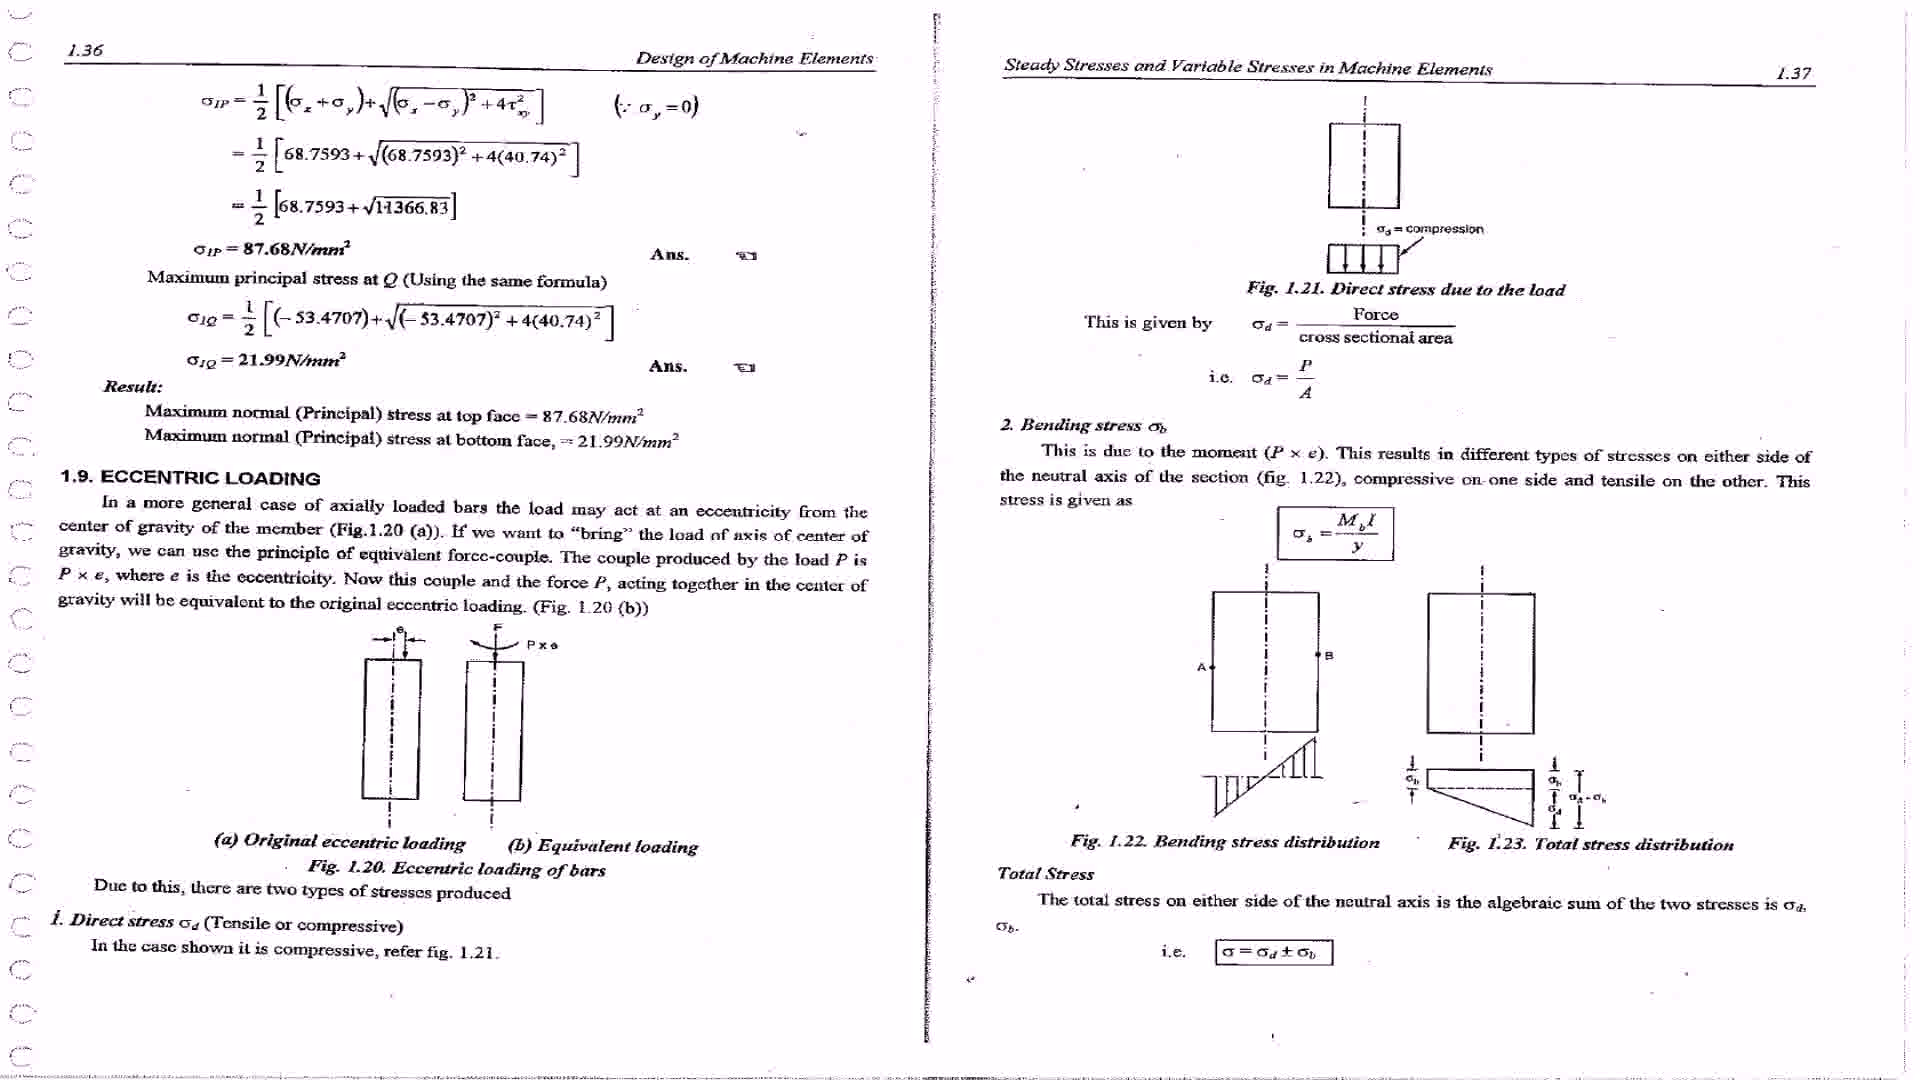 1.36
Design of Machine Elements
σ1P = 1/2 [(σx + σy) + √((σx − σy)² + 4τ²xy)] (∵ σy = 0)
= 1/2 [68.7593 + √((68.7593)² + 4(40.74)²)]
= 1/2 [68.7593 + √11366.83]
σ1P = 87.68N/mm² Ans.
Maximum principal stress at Q (Using the same formula)
σ1Q = 1/2 [(− 53.4707) + √((− 53.4707)² + 4(40.74)²)]
σ1Q = 21.99N/mm² Ans.
Result:
Maximum normal (Principal) stress at top face = 87.68N/mm²
Maximum normal (Principal) stress at bottom face, = 21.99N/mm²
1.9. ECCENTRIC LOADING
In a more general case of axially loaded bars the load may act at an eccentricity from the
center of gravity of the member (Fig.1.20 (a)). If we want to “bring” the load of axis of center of
gravity, we can use the principle of equivalent force-couple. The couple produced by the load P is
P × e, where e is the eccentricity. Now this couple and the force P, acting together in the center of
gravity will be equivalent to the original eccentric loading. (Fig. 1.20 (b))
e
F
P x e
(a) Original eccentric loading (b) Equivalent loading
Fig. 1.20. Eccentric loading of bars
Due to this, there are two types of stresses produced
1. Direct stress σd (Tensile or compressive)
In the case shown it is compressive, refer fig. 1.21.
Steady Stresses and Variable Stresses in Machine Elements
1.37
σd = compression
Fig. 1.21. Direct stress due to the load
This is given by σd = Force / cross sectional area
i.e. σd = P / A
2. Bending stress σb
This is due to the moment (P × e). This results in different types of stresses on either side of
the neutral axis of the section (fig. 1.22), compressive on one side and tensile on the other. This
stress is given as
σb = MbI / y
A
B
σb
σb
σd
Fig. 1.22. Bending stress distribution
Fig. 1.23. Total stress distribution
Total Stress
The total stress on either side of the neutral axis is the algebraic sum of the two stresses is σd,
σb.
i.e. σ = σd ± σb